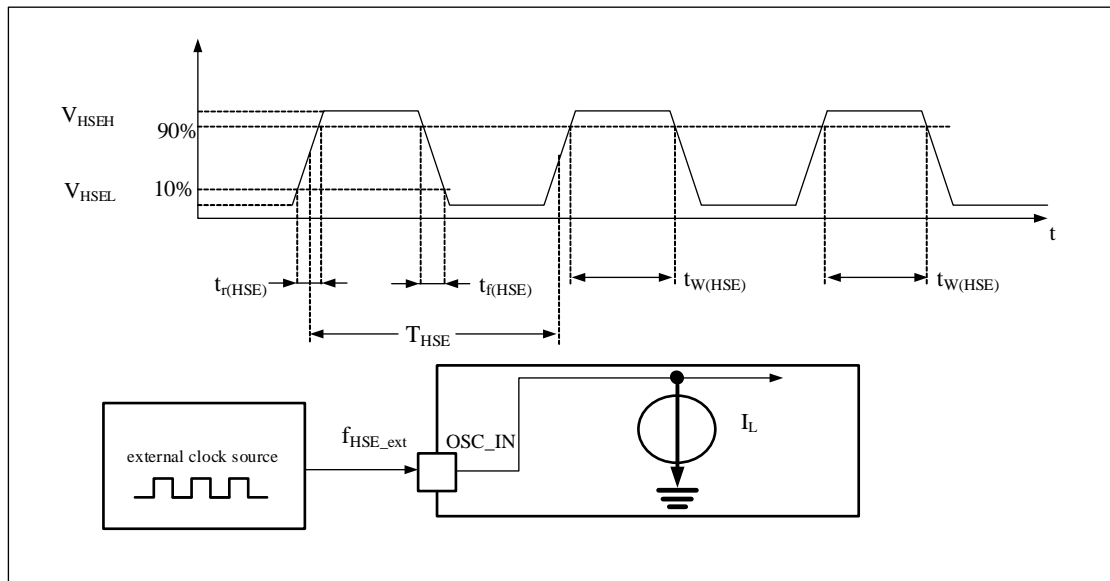 V_HSEH
90%
V_HSEL
10%
t
t_r(HSE)
t_f(HSE)
t_W(HSE)
t_W(HSE)
T_HSE
external clock source
f_HSE_ext
OSC_IN
I_L